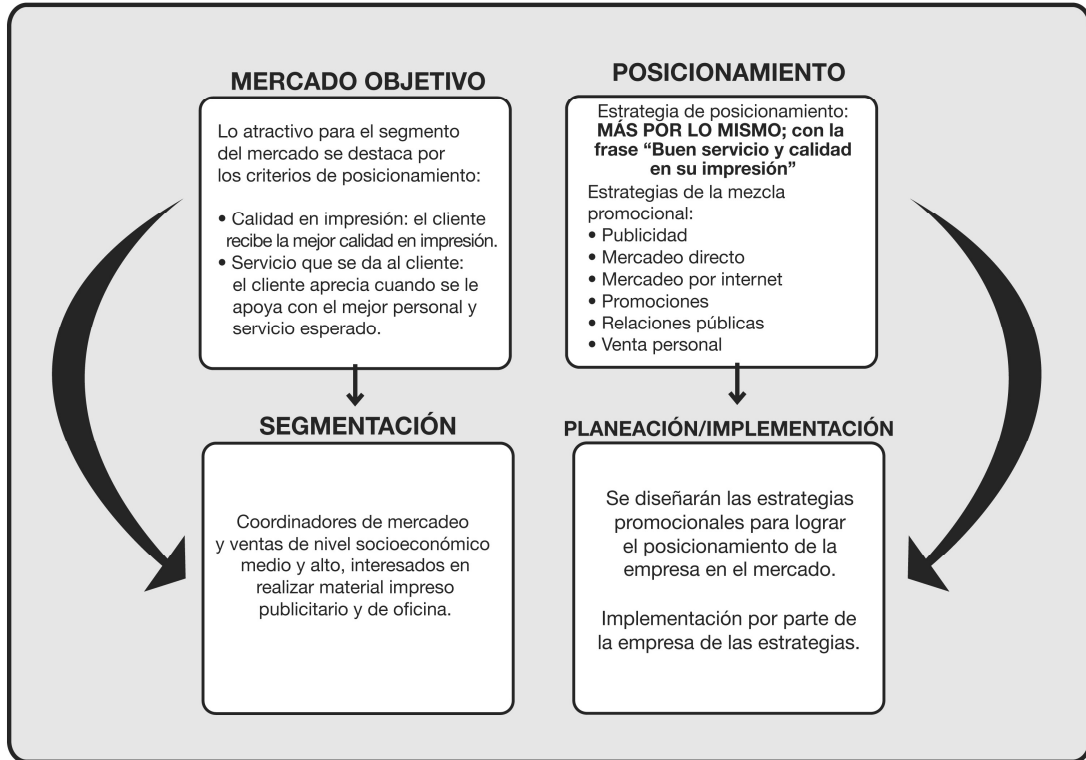 MERCADO OBJETIVO
Lo atractivo para el segmento
del mercado se destaca por
los criterios de posicionamiento:
• Calidad en impresión: el cliente
recibe la mejor calidad en impresión.
• Servicio que se da al cliente:
el cliente aprecia cuando se le
apoya con el mejor personal y
servicio esperado.
SEGMENTACIÓN
Coordinadores de mercadeo
y ventas de nivel socioeconómico
medio y alto, interesados en
realizar material impreso
publicitario y de oficina.
POSICIONAMIENTO
Estrategia de posicionamiento:
MÁS POR LO MISMO; con la
frase “Buen servicio y calidad
en su impresión”
Estrategias de la mezcla
promocional:
• Publicidad
• Mercadeo directo
• Mercadeo por internet
• Promociones
• Relaciones públicas
• Venta personal
PLANEACIÓN/IMPLEMENTACIÓN
Se diseñarán las estrategias
promocionales para lograr
el posicionamiento de la
empresa en el mercado.
Implementación por parte de
la empresa de las estrategias.